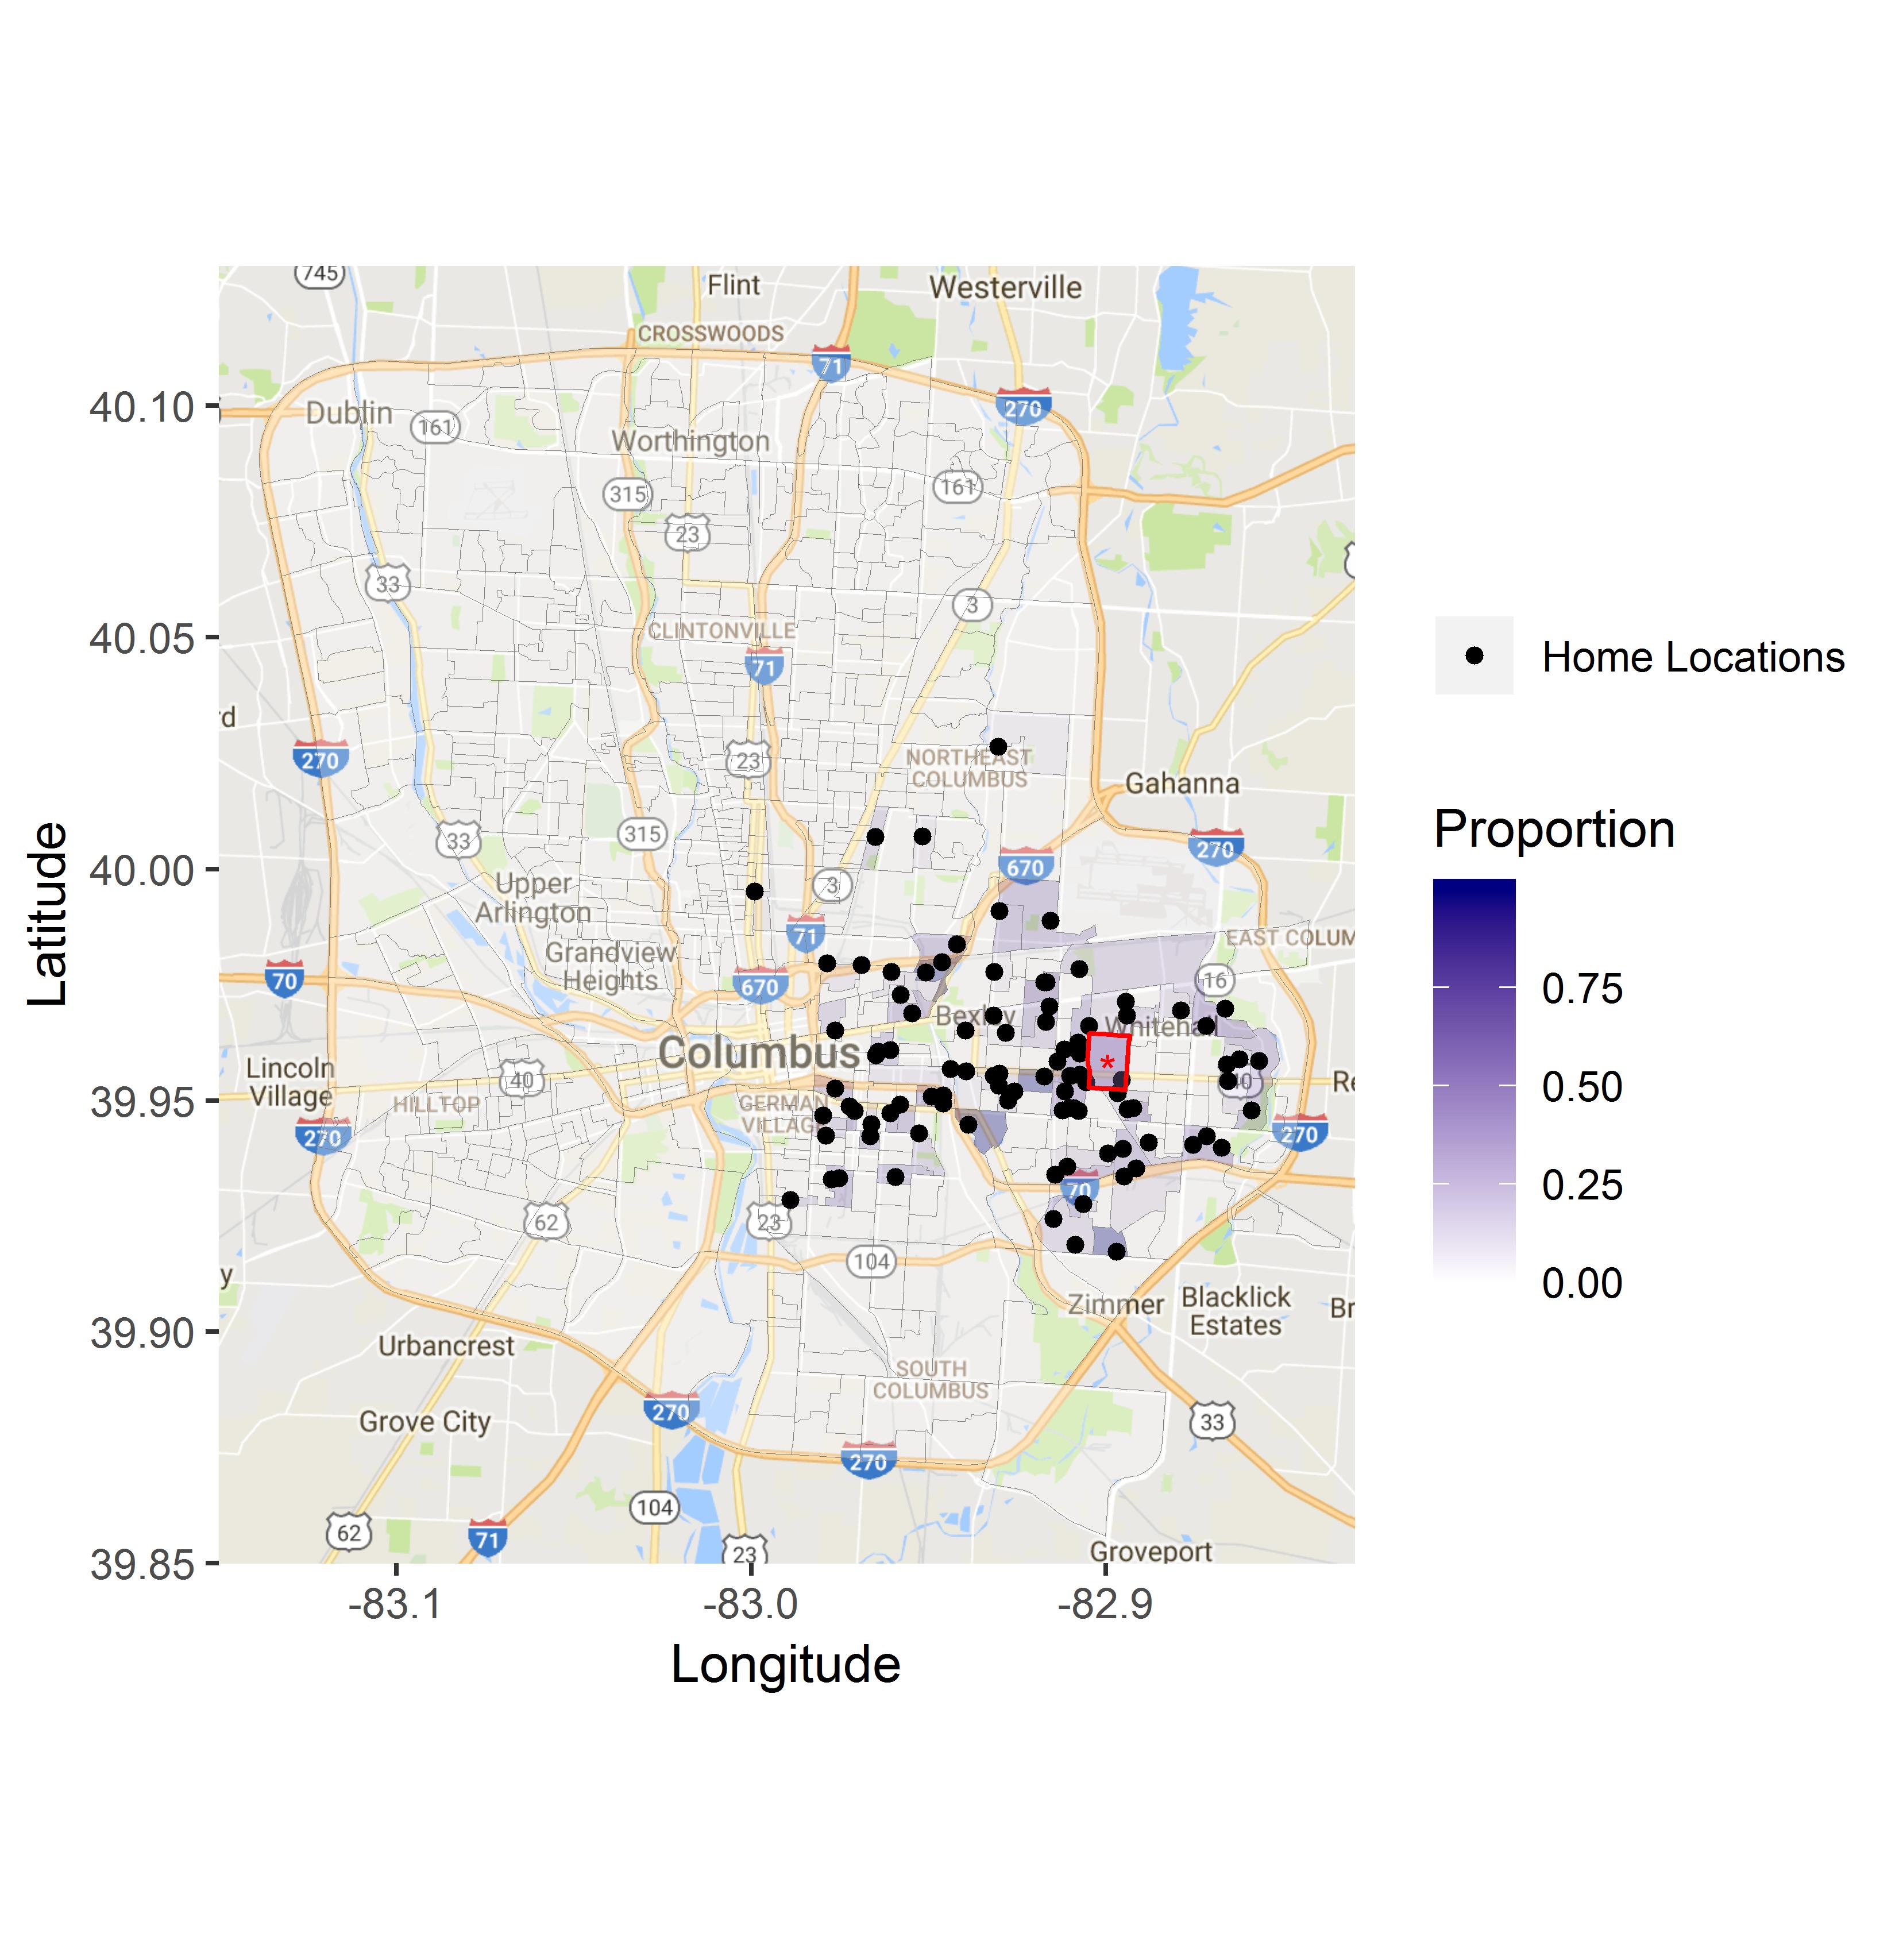 745
Flint
Westerville
CROSSWOODS
71
40.10
Dublin
161
270
Worthington
315
161
23
33
3
40.05
CLINTONVILLE
71
Home Locations
rd
270
23
NORTHEAST
COLUMBUS
Gahanna
Proportion
33
315
270
40.00
670
Upper
Arlington
3
71
EAST COLUM
Grandview
Heights
70
670
16
0.75
Latitude
Bexley
Whitehall
Columbus
*
Lincoln
Village
40
40
Re
0.50
39.95
HILLTOP
GERMAN
VILLAGE
270
270
70
0.25
62
23
104
y
0.00
Zimmer
Blacklick
Estates
Br
39.90
Urbancrest
SOUTH
COLUMBUS
270
Grove City
33
270
104
62
71
23
Groveport
39.85
-83.1
-83.0
-82.9
Longitude